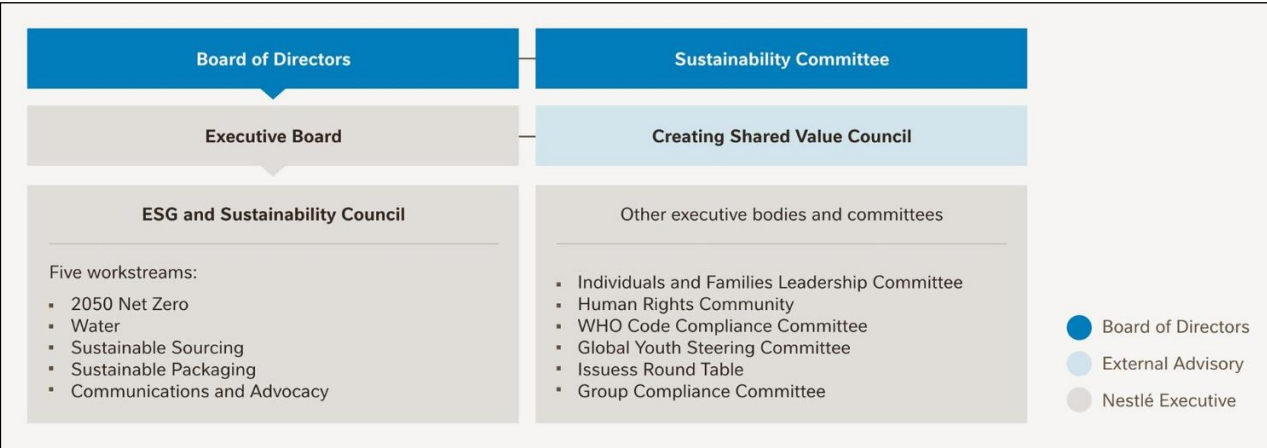 Board of Directors
Sustainability Committee
Executive Board
Creating Shared Value Council
ESG and Sustainability Council
Five workstreams:
▪ 2050 Net Zero
▪ Water
▪ Sustainable Sourcing
▪ Sustainable Packaging
▪ Communications and Advocacy
Other executive bodies and committees
▪ Individuals and Families Leadership Committee
▪ Human Rights Community
▪ WHO Code Compliance Committee
▪ Global Youth Steering Committee
▪ Issuess Round Table
▪ Group Compliance Committee
Board of Directors
External Advisory
Nestlé Executive